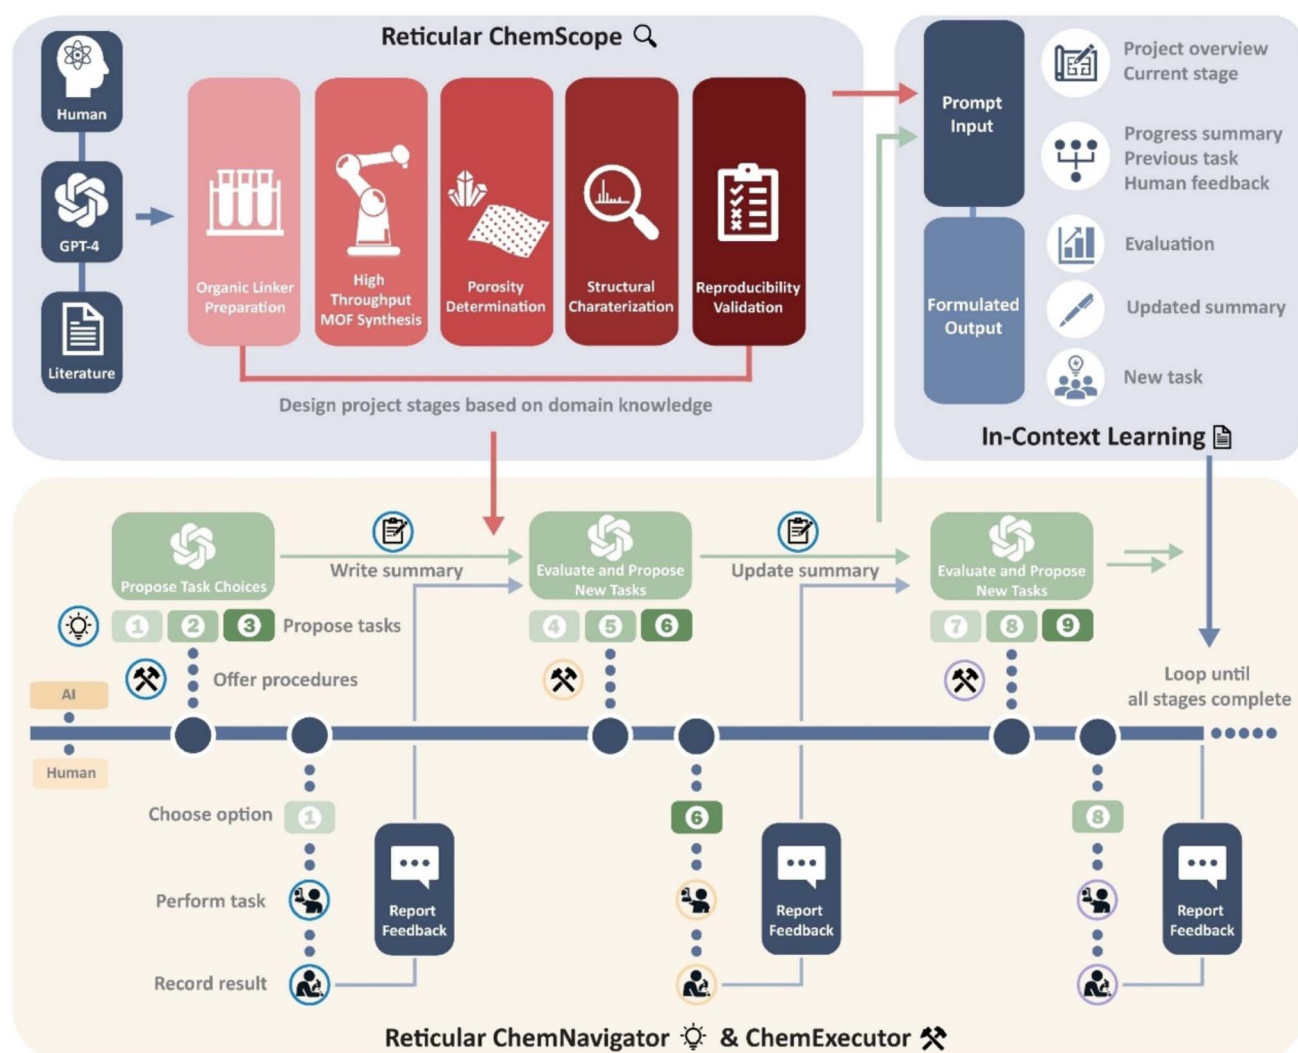 Reticular ChemScope
Human
GPT-4
Literature
Organic Linker
Preparation
High
Throughput
MOF Synthesis
Porosity
Determination
Structural
Charaterization
Reproducibility
Validation
Design project stages based on domain knowledge
Prompt
Input
Formulated
Output
Project overview
Current stage
Progress summary
Previous task
Human feedback
Evaluation
Updated summary
New task
In-Context Learning
Propose Task Choices
Write summary
Evaluate and Propose
New Tasks
Update summary
Evaluate and Propose
New Tasks
1 2 3 Propose tasks
4 5 6
7 8 9
Offer procedures
Loop until
all stages complete
AI
Human
Choose option
1
6
8
Perform task
Record result
Report
Feedback
Report
Feedback
Report
Feedback
Reticular ChemNavigator & ChemExecutor